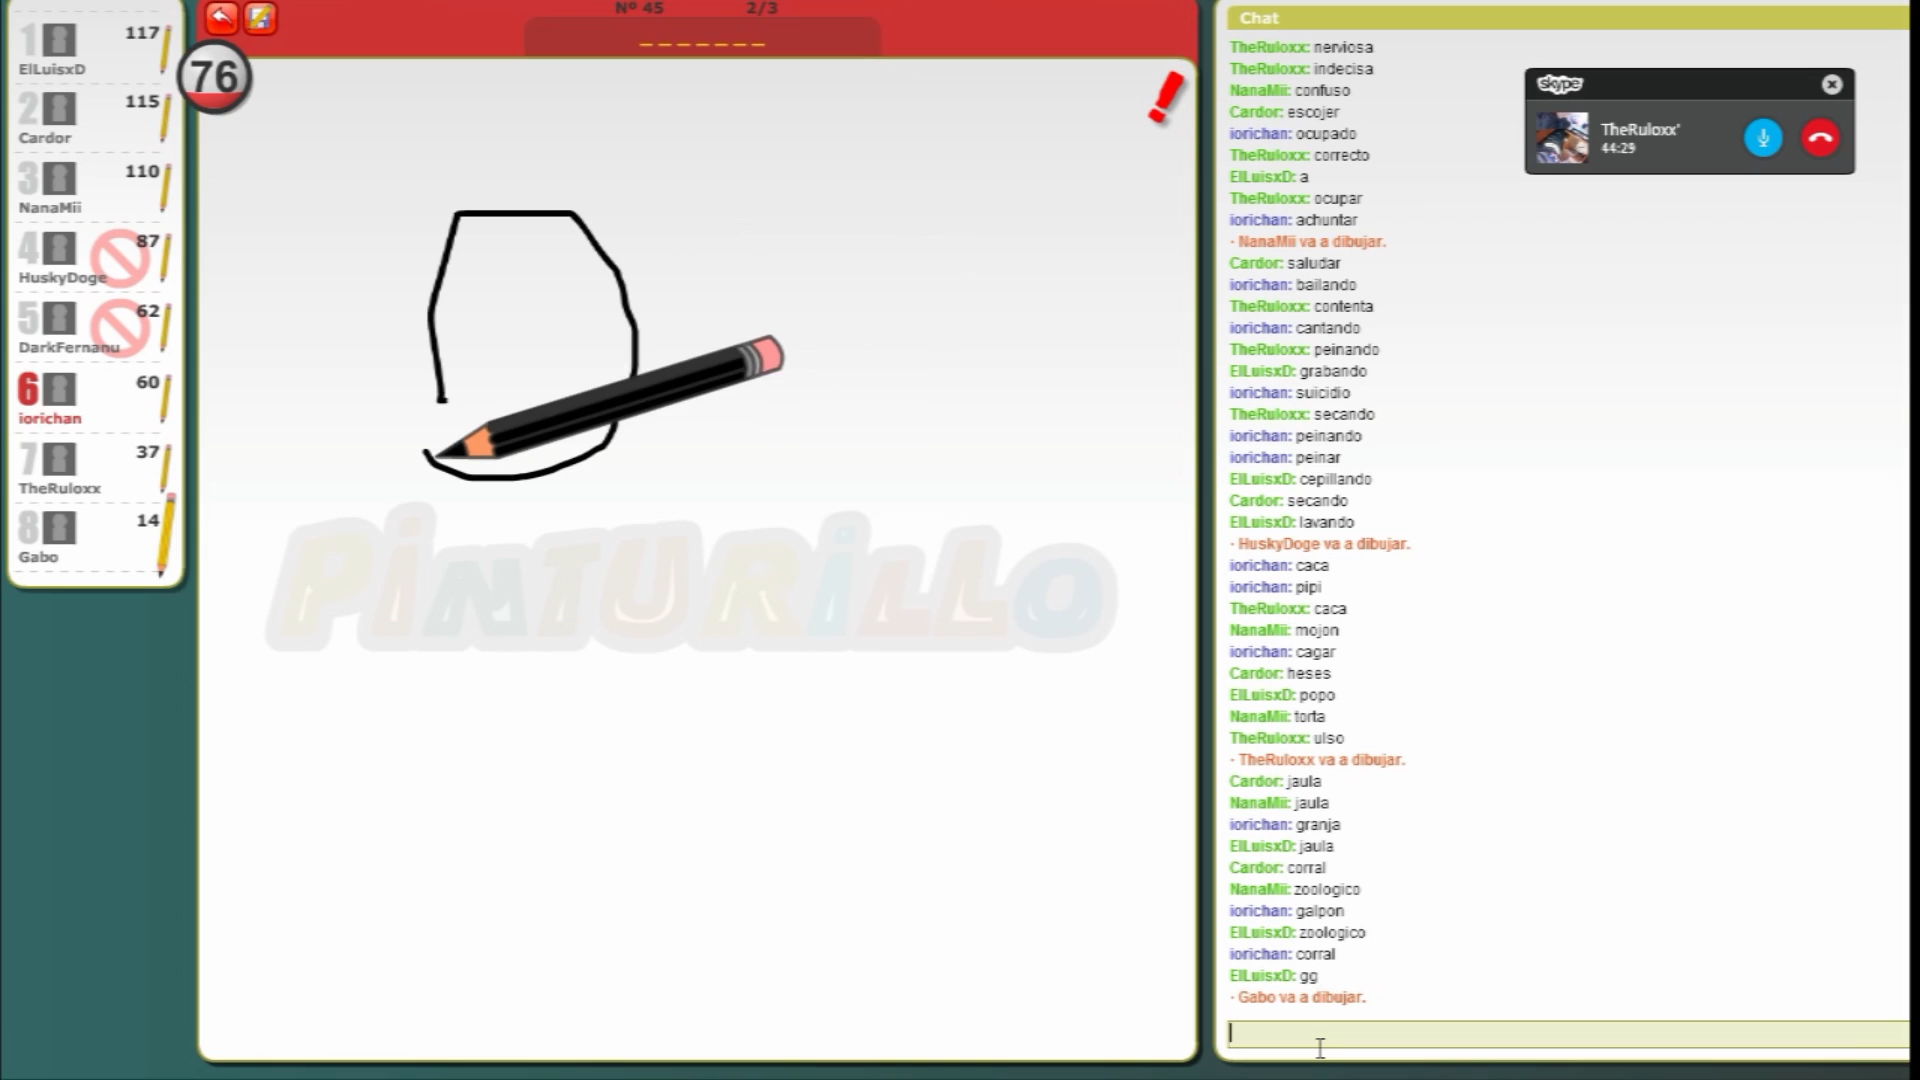 1 117
ElLuisxD
2 115
Cardor
3 110
NanaMii
4 87
HuskyDoge
5 62
DarkFernanu
6 60
iorichan
7 37
TheRuloxx
8 14
Gabo
76
Nº 45 2/3
_ _ _ _ _ _ _
PiNTURiLLO
Chat
TheRuloxx: nerviosa
TheRuloxx: indecisa
NanaMii: confuso
Cardor: escojer
iorichan: ocupado
TheRuloxx: correcto
ElLuisxD: a
TheRuloxx: ocupar
iorichan: achuntar
· NanaMii va a dibujar.
Cardor: saludar
iorichan: bailando
TheRuloxx: contenta
iorichan: cantando
TheRuloxx: peinando
ElLuisxD: grabando
iorichan: suicidio
TheRuloxx: secando
iorichan: peinando
iorichan: peinar
ElLuisxD: cepillando
Cardor: secando
ElLuisxD: lavando
· HuskyDoge va a dibujar.
iorichan: caca
iorichan: pipi
TheRuloxx: caca
NanaMii: mojon
iorichan: cagar
Cardor: heses
ElLuisxD: popo
NanaMii: torta
TheRuloxx: ulso
· TheRuloxx va a dibujar.
Cardor: jaula
NanaMii: jaula
iorichan: granja
ElLuisxD: jaula
Cardor: corral
NanaMii: zoologico
iorichan: galpon
ElLuisxD: zoologico
iorichan: corral
ElLuisxD: gg
· Gabo va a dibujar.
skype
TheRuloxx'
44:29